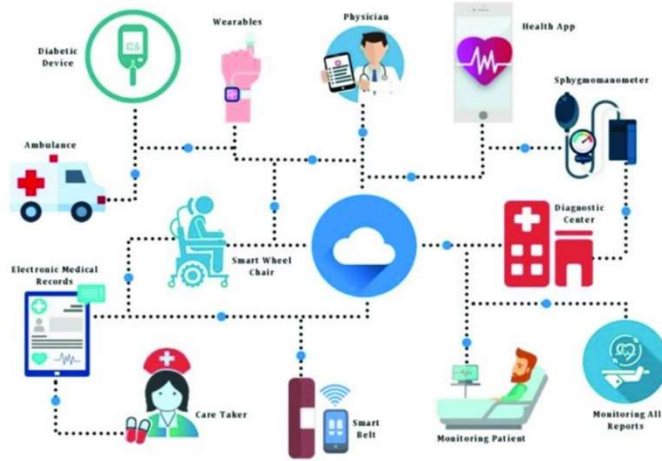 Diabetic
Device
Wearables
Physician
Health App
Sphygmomanometer
Ambulance
Smart Wheel
Chair
Diagnostic
Center
Electronic Medical
Records
Care Taker
Smart
Belt
Monitoring Patient
Monitoring All
Reports